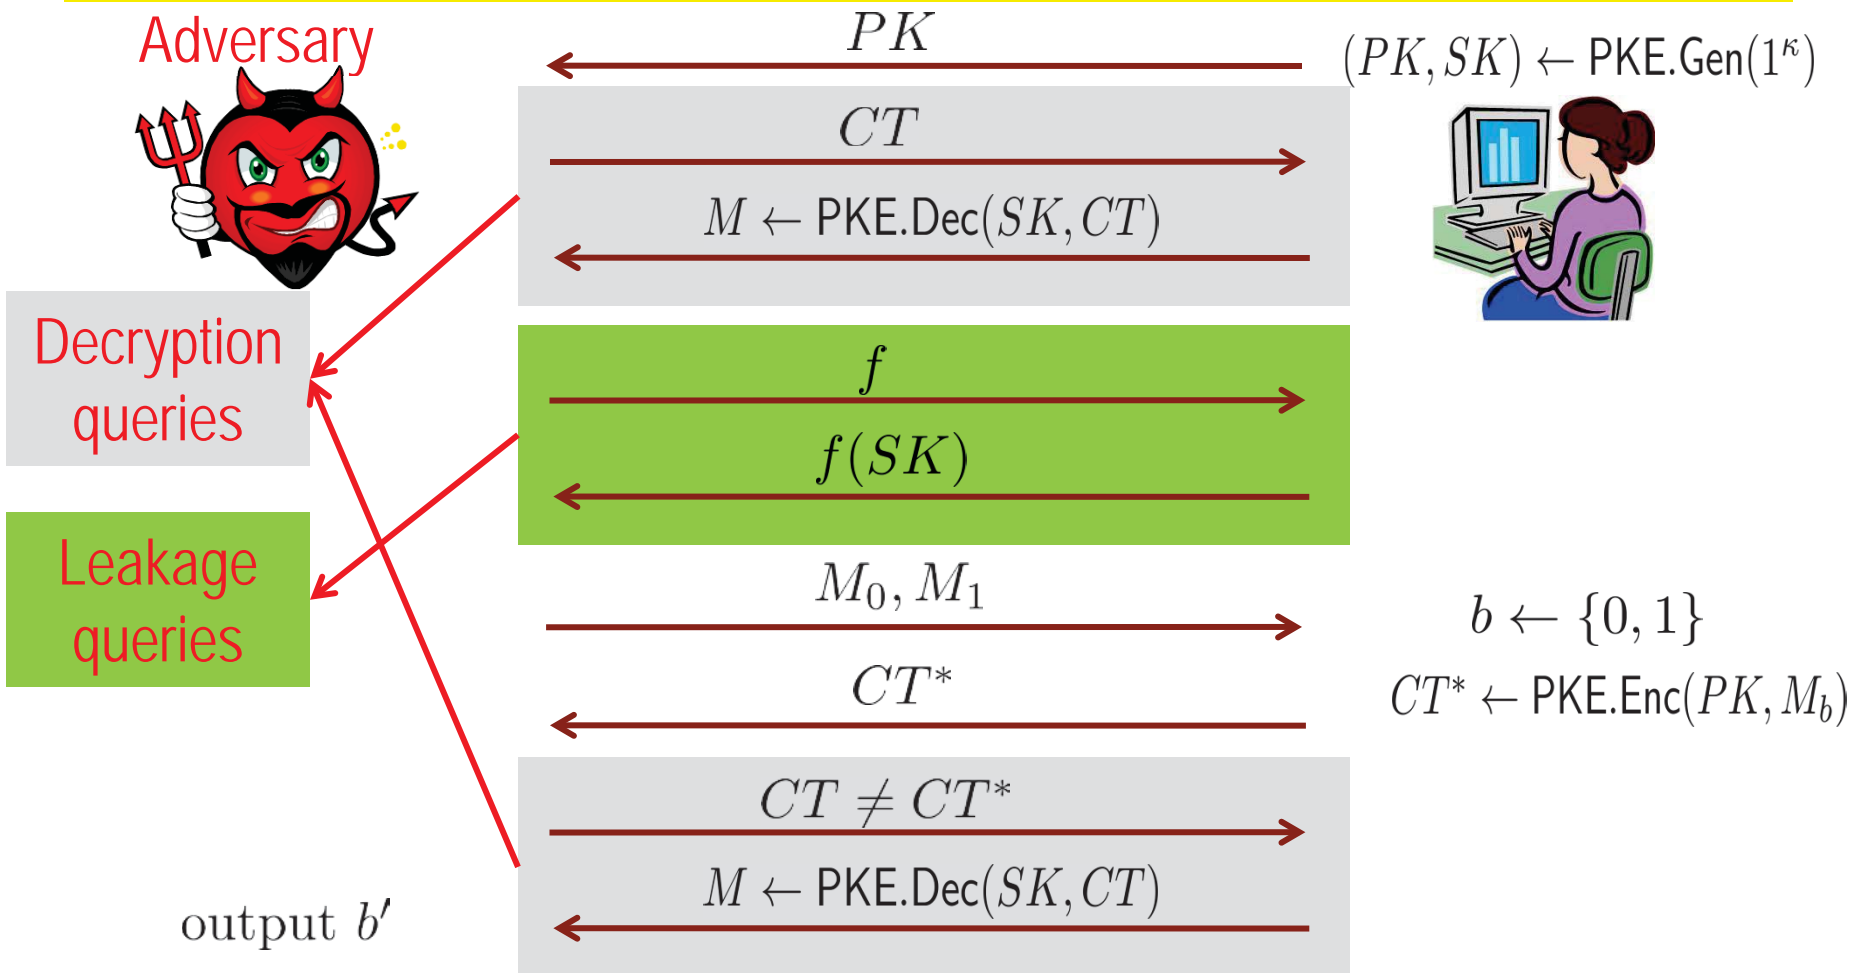 Adversary
PK
(PK, SK) ← PKE.Gen(1^κ)
CT
M ← PKE.Dec(SK, CT)
Decryption
queries
f
f(SK)
Leakage
queries
M_0, M_1
b ← {0, 1}
CT*
CT* ← PKE.Enc(PK, M_b)
CT ≠ CT*
M ← PKE.Dec(SK, CT)
output b′